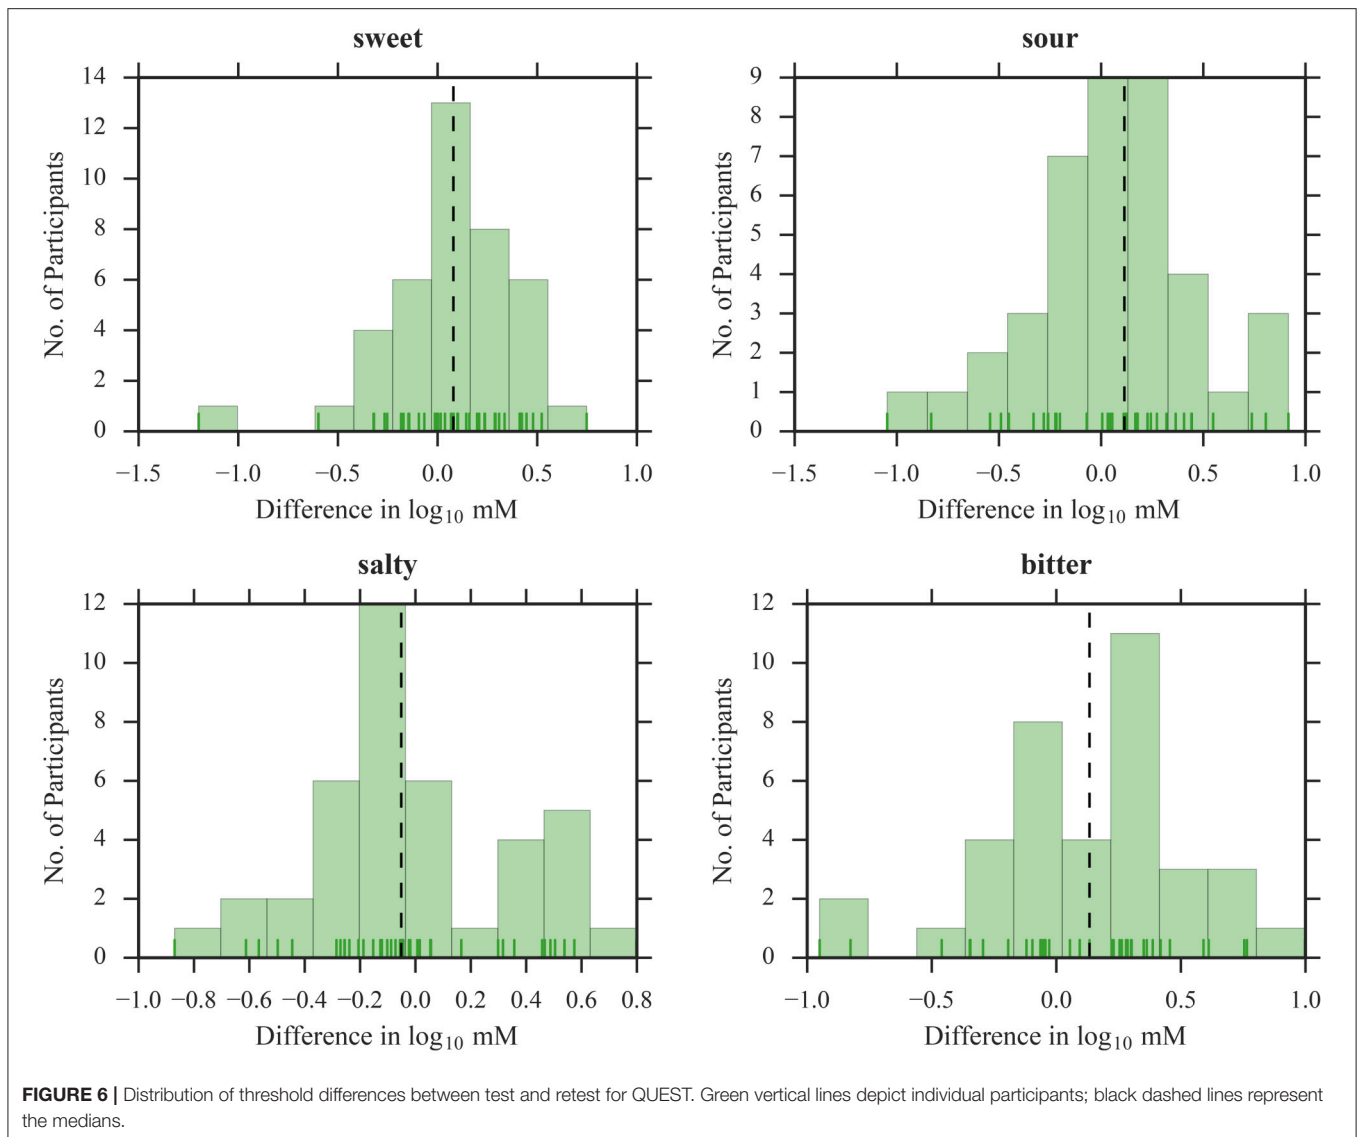 sweet
14
12
10
8
6
4
2
0
No. of Participants
−1.5 −1.0 −0.5 0.0 0.5 1.0
Difference in log10 mM
sour
9
8
7
6
5
4
3
2
1
0
No. of Participants
−1.5 −1.0 −0.5 0.0 0.5 1.0
Difference in log10 mM
salty
12
10
8
6
4
2
0
No. of Participants
−1.0 −0.8 −0.6 −0.4 −0.2 0.0 0.2 0.4 0.6 0.8
Difference in log10 mM
bitter
12
10
8
6
4
2
0
No. of Participants
−1.0 −0.5 0.0 0.5 1.0
Difference in log10 mM
FIGURE 6 | Distribution of threshold differences between test and retest for QUEST. Green vertical lines depict individual participants; black dashed lines represent
the medians.